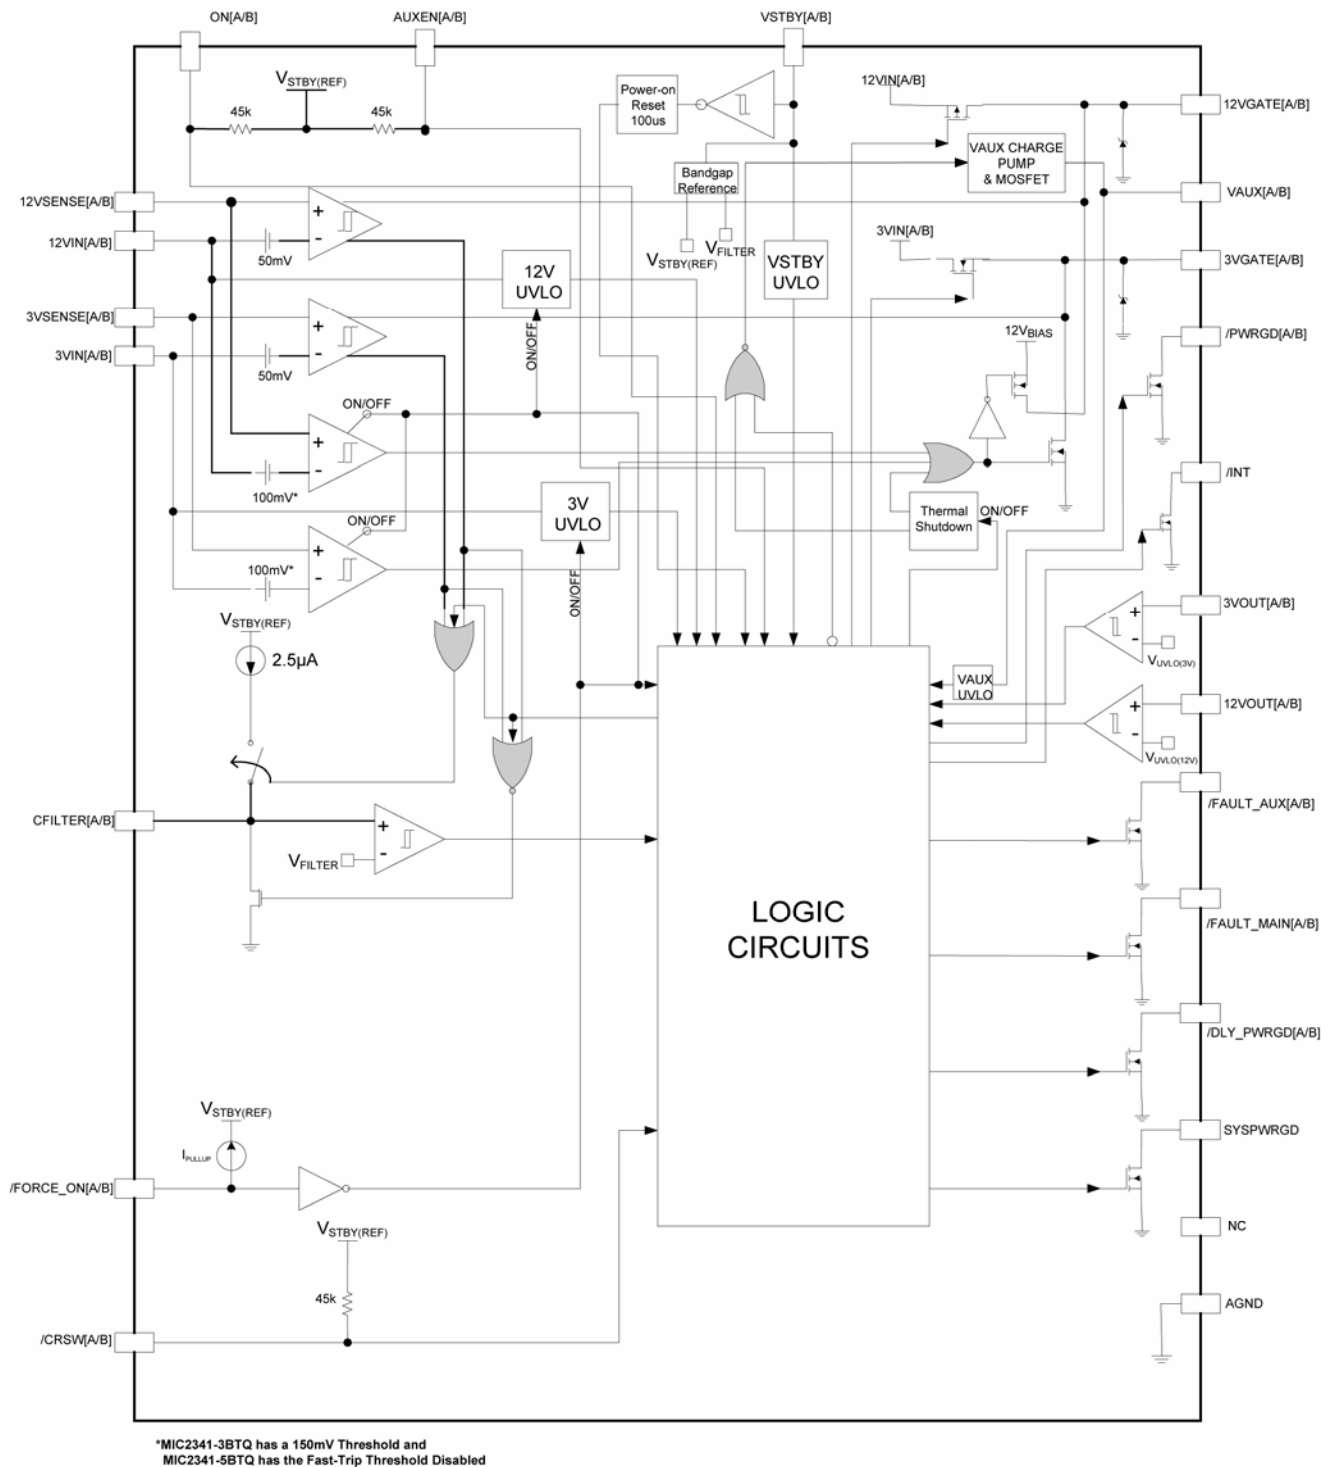 ON[A/B]
AUXEN[A/B]
VSTBY[A/B]
VSTBY(REF)
45k
45k
Power-on
Reset
100us
12VIN[A/B]
12VGATE[A/B]
VAUX CHARGE
PUMP
& MOSFET
Bandgap
Reference
VAUX[A/B]
12VSENSE[A/B]
12VIN[A/B]
+
-
50mV
VSTBY(REF)
VFILTER
3VIN[A/B]
3VGATE[A/B]
12V
UVLO
VSTBY
UVLO
3VSENSE[A/B]
3VIN[A/B]
+
-
50mV
ON/OFF
12VBIAS
/PWRGD[A/B]
ON/OFF
+
-
100mV*
/INT
3V
UVLO
Thermal
Shutdown
ON/OFF
ON/OFF
+
-
100mV*
ON/OFF
3VOUT[A/B]
+
-
VUVLO(3V)
VSTBY(REF)
2.5µA
VAUX
UVLO
12VOUT[A/B]
+
-
VUVLO(12V)
/FAULT_AUX[A/B]
CFILTER[A/B]
+
-
VFILTER
LOGIC
CIRCUITS
/FAULT_MAIN[A/B]
/DLY_PWRGD[A/B]
VSTBY(REF)
IPULLUP
SYSPWRGD
/FORCE_ON[A/B]
VSTBY(REF)
NC
45k
AGND
/CRSW[A/B]
*MIC2341-3BTQ has a 150mV Threshold and
MIC2341-5BTQ has the Fast-Trip Threshold Disabled